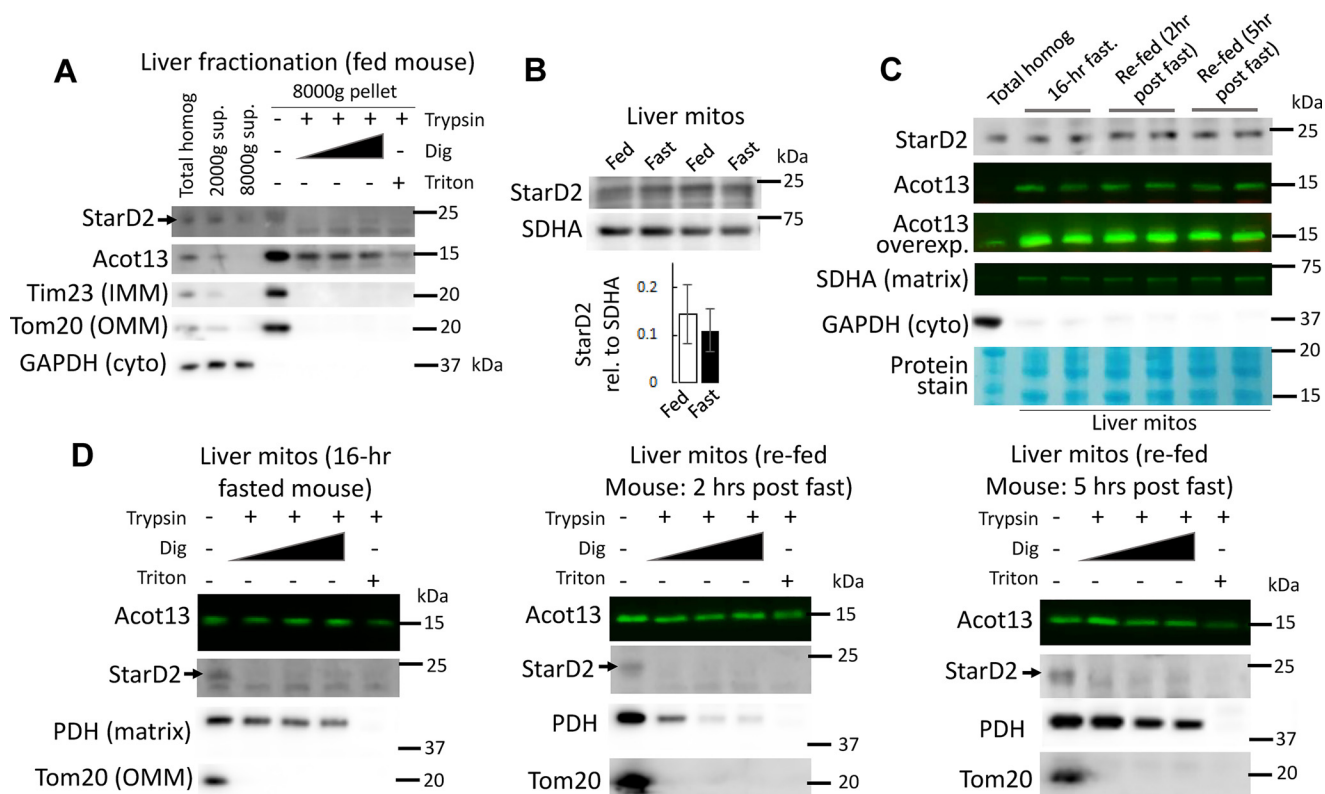 A
Liver fractionation (fed mouse)
8000g pellet
Total homog
2000g sup.
8000g sup.
- + + + + Trypsin
- - Dig
- - - - + Triton
StarD2
25
Acot13
15
Tim23 (IMM)
20
Tom20 (OMM)
20
GAPDH (cyto)
37 kDa
B
Liver mitos
Fed Fast Fed Fast kDa
StarD2
25
SDHA
75
StarD2
rel. to SDHA
0.2
0.1
0
Fed
Fast
C
Total homog
16-hr fast.
Re-fed (2hr
post fast)
Re-fed (5hr
post fast)
kDa
StarD2
25
Acot13
15
Acot13
overexp.
15
SDHA (matrix)
75
GAPDH (cyto)
37
Protein
stain
20
15
Liver mitos
D
Liver mitos (16-hr
fasted mouse)
Trypsin - + + + +
Dig - -
Triton - - - - +
kDa
Acot13
15
StarD2
25
PDH (matrix)
37
Tom20 (OMM)
20
Liver mitos (re-fed
Mouse: 2 hrs post fast)
Trypsin - + + + +
Dig - -
Triton - - - - +
kDa
Acot13
15
StarD2
25
PDH
37
Tom20
20
Liver mitos (re-fed
Mouse: 5 hrs post fast)
Trypsin - + + + +
Dig - -
Triton - - - - +
kDa
Acot13
15
StarD2
25
PDH
37
Tom20
20